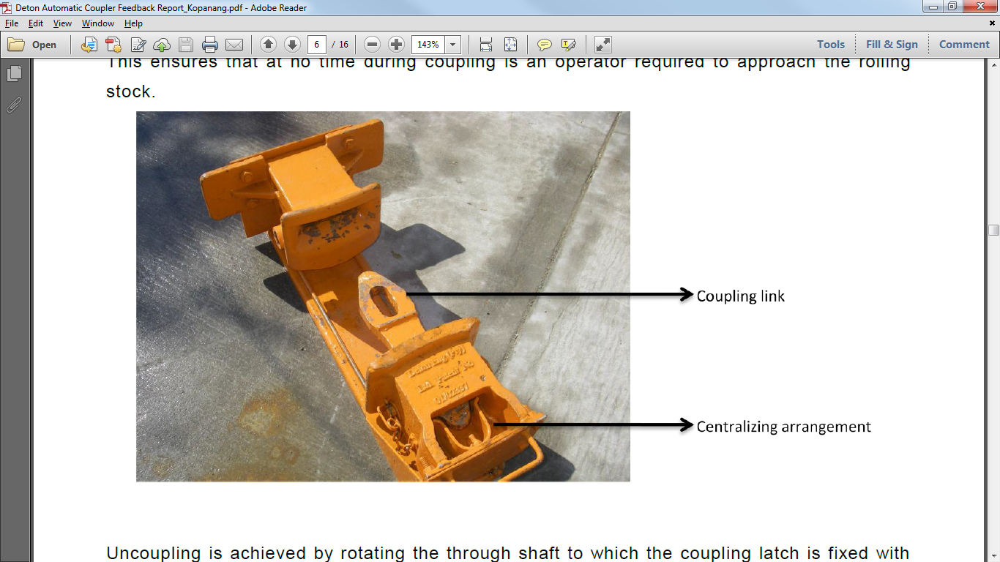 Deton Automatic Coupler Feedback Report_Kopanang.pdf - Adobe Reader
File Edit View Window Help
Open 6 / 16 143% Tools Fill & Sign Comment
This ensures that at no time during coupling is an operator required to approach the rolling
stock.
Coupling link
Centralizing arrangement
Uncoupling is achieved by rotating the through shaft to which the coupling latch is fixed with